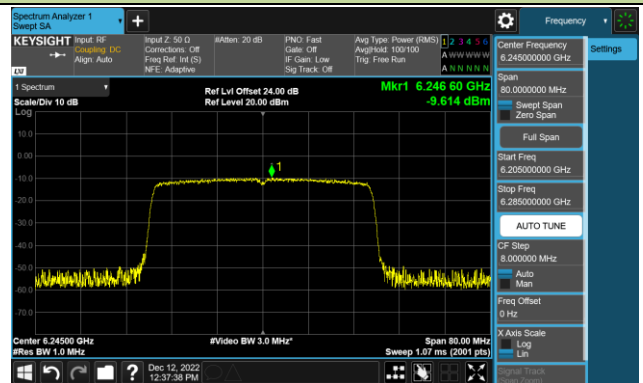 Spectrum Analyzer 1
Swept SA
Frequency
KEYSIGHT
Input: RF
Coupling: DC
Align: Auto
Input Z: 50 Ω
Corrections: Off
Freq Ref: Int (S)
NFE: Adaptive
#Atten: 20 dB
PNO: Fast
Gate: Off
IF Gain: Low
Sig Track: Off
Avg Type: Power (RMS)
Avg|Hold: 100/100
Trig: Free Run
1 2 3 4 5 6
A W W W W W
A N N N N N
LXI
1 Spectrum
Scale/Div 10 dB
Log
Ref Lvl Offset 24.00 dB
Ref Level 20.00 dBm
Mkr1 6.246 60 GHz
-9.614 dBm
10.0
0.00
-10.0
-20.0
-30.0
-40.0
-50.0
-60.0
-70.0
1
Center 6.24500 GHz
#Res BW 1.0 MHz
#Video BW 3.0 MHz*
Span 80.00 MHz
Sweep 1.07 ms (2001 pts)
Dec 12, 2022
12:37:38 PM
Center Frequency
6.245000000 GHz
Settings
Span
80.0000000 MHz
Swept Span
Zero Span
Full Span
Start Freq
6.205000000 GHz
Stop Freq
6.285000000 GHz
AUTO TUNE
CF Step
8.000000 MHz
Auto
Man
Freq Offset
0 Hz
X Axis Scale
Log
Lin
Signal Track
(Span Zoom)